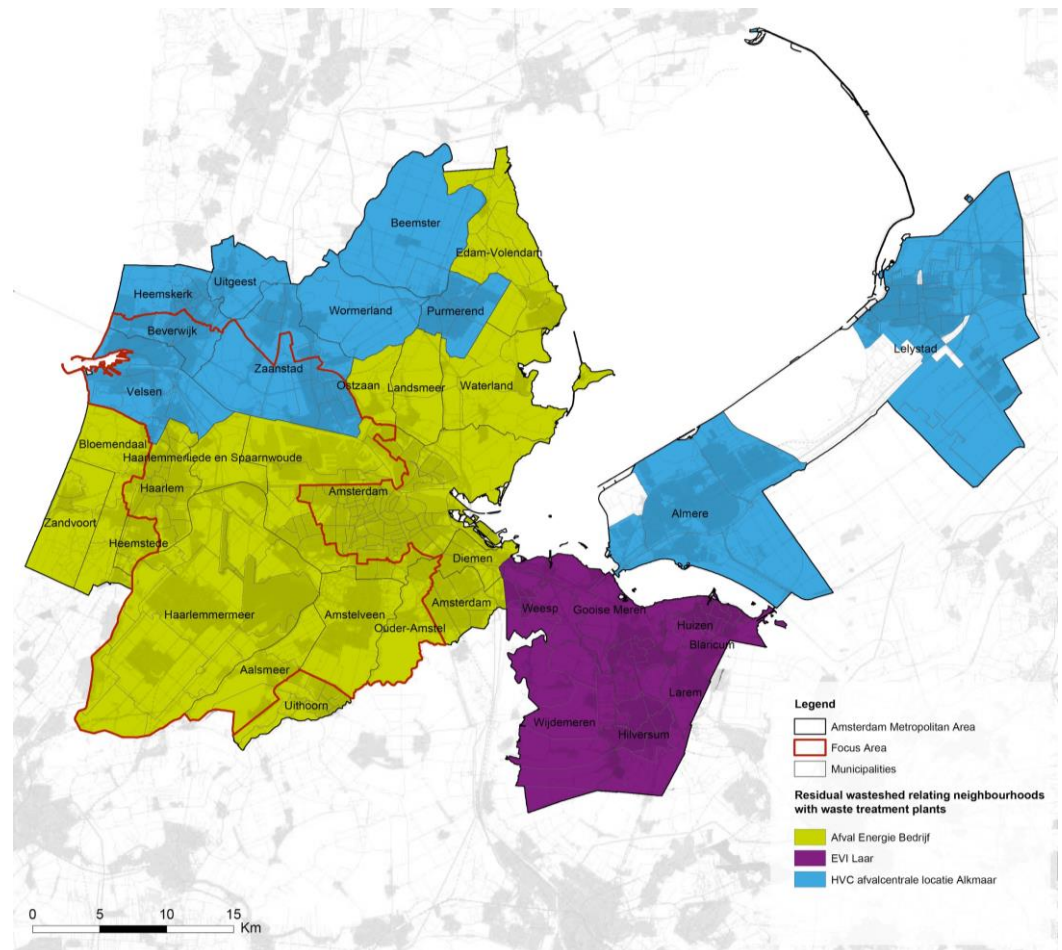 Beemster
Edam-Volendam
Uitgeest
Heemskerk
Wormerland
Purmerend
Beverwijk
Zaanstad
Velsen
Ostzaan
Landsmeer
Waterland
Lelystad
Bloemendaal
Haarlemmerliede en Spaarnwoude
Haarlem
Amsterdam
Almere
Zandvoort
Heemstede
Diemen
Haarlemmermeer
Amstelveen
Amsterdam
Weesp
Gooise Meren
Ouder-Amstel
Huizen
Blaricum
Aalsmeer
Larem
Uithoorn
Wijdemeren
Hilversum
Legend
Amsterdam Metropolitan Area
Focus Area
Municipalities
Residual wasteshed relating neighbourhoods
with waste treatment plants
Afval Energie Bedrijf
EVI Laar
HVC afvalcentrale locatie Alkmaar
0 5 10 15
Km